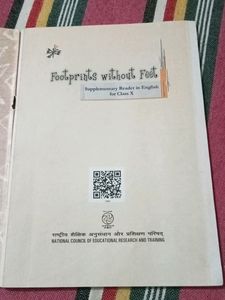 Footprints without Feet
Supplementary Reader in English
for Class X
राष्ट्रीय शैक्षिक अनुसंधान और प्रशिक्षण परिषद्
NATIONAL COUNCIL OF EDUCATIONAL RESEARCH AND TRAINING